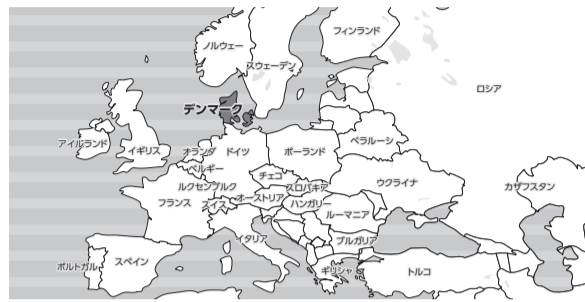 フィンランド
ノルウェー
スウェーデン
ロシア
デンマーク
アイルランド
イギリス
オランダ
ドイツ
ポーランド
ベラルーシ
ベルギー
チェコ
ルクセンブルク
スロバキア
ウクライナ
カザフスタン
フランス
スイス
オーストリア
ハンガリー
ルーマニア
イタリア
ブルガリア
ポルトガル
スペイン
ギリシャ
トルコ